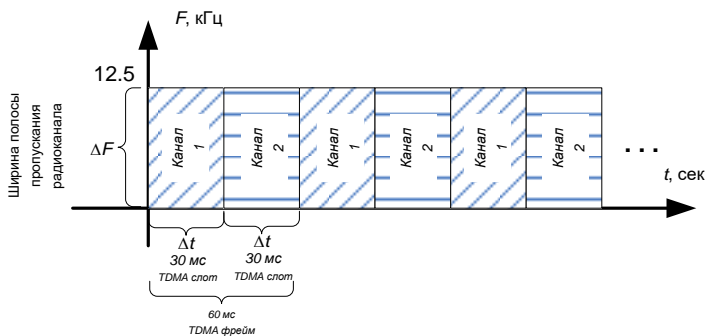 F, кГц
12.5
Ширина полосы
пропускания
радиоканала
ΔF
Канал
1
Канал
2
Канал
1
Канал
2
Канал
1
Канал
2
...
t, сек
Δt
30 мс
TDMA слот
Δt
30 мс
TDMA слот
60 мс
TDMA фрейм